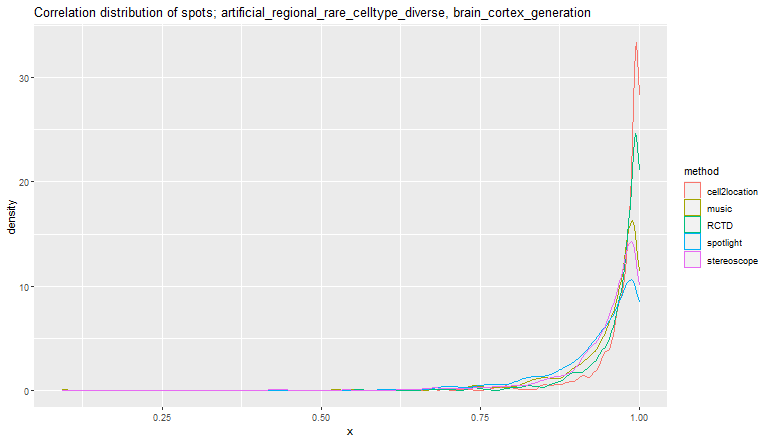 Correlation distribution of spots; artificial_regional_rare_celltype_diverse, brain_cortex_generation
30
20
10
0
density
0.25
0.50
0.75
1.00
x
method
cell2location
music
RCTD
spotlight
stereoscope